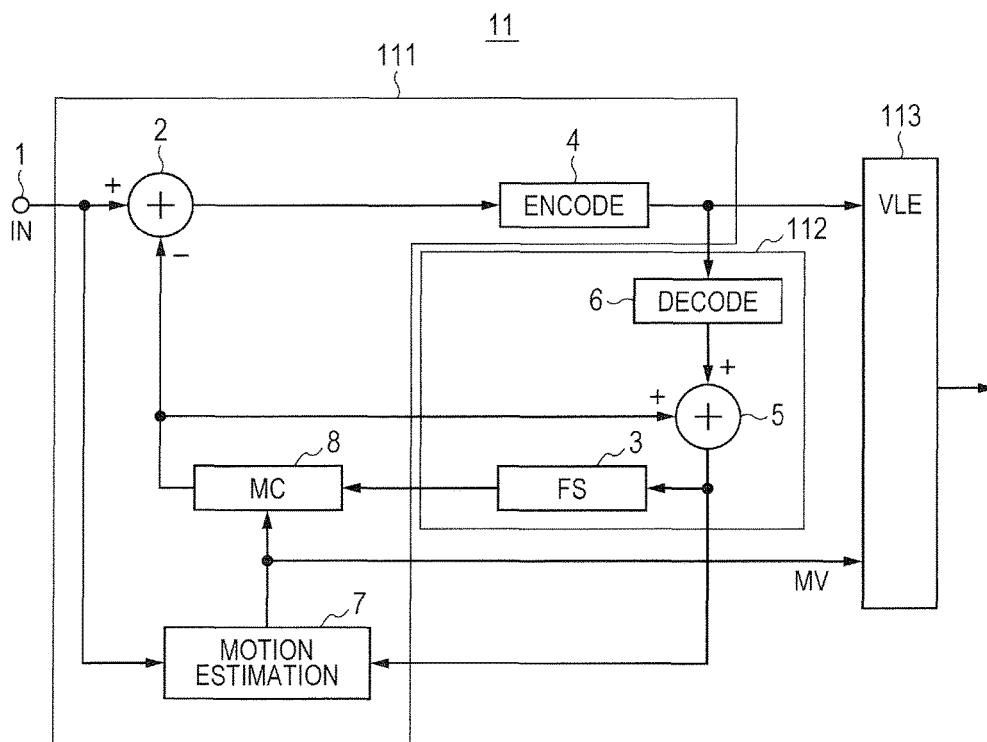 11
111
2
1
+
+
IN
−
4
ENCODE
113
VLE
112
6
DECODE
+
+
+
5
8
MC
3
FS
MV
7
MOTION
ESTIMATION